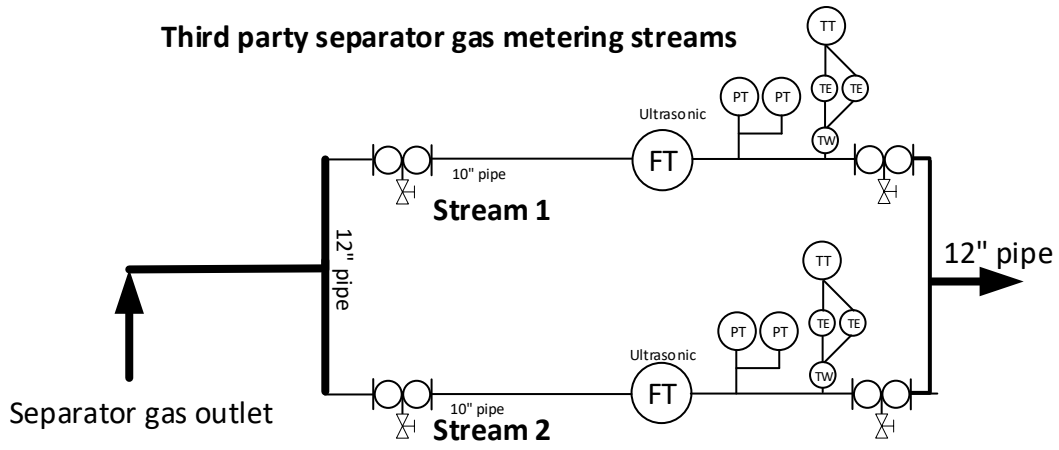 Third party separator gas metering streams
TT
PT PT
TE TE
Ultrasonic
TW
FT
10" pipe
Stream 1
12" pipe
12" pipe
TT
PT PT
TE TE
Ultrasonic
TW
FT
Separator gas outlet
10" pipe
Stream 2